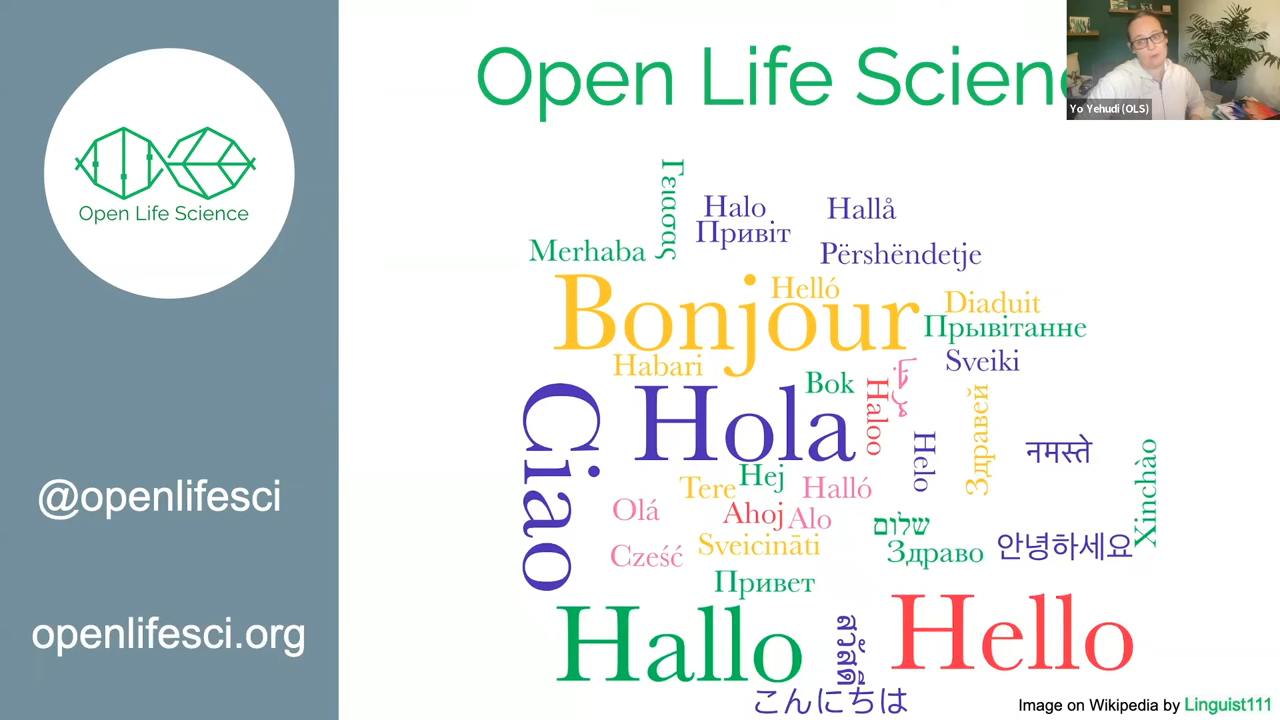 Open Life Scien
Yo Yehudi (OLS)
Open Life Science
@openlifesci
openlifesci.org
Γειασας
Halo
Hallå
Привіт
Merhaba
Përshëndetje
Helló
Bonjour
Diaduit
Прывітанне
Habari
Sveiki
Bok
Haloo
مرحبا
Ciao
Hola
Helo
Здравей
नमस्ते
Xinchào
Hej
Tere
Halló
Olá
Ahoj
Alo
שלום
Sveicināti
Здраво
안녕하세요
Cześć
Привет
Hallo
สวัสดี
Hello
こんにちは
Image on Wikipedia by Linguist111